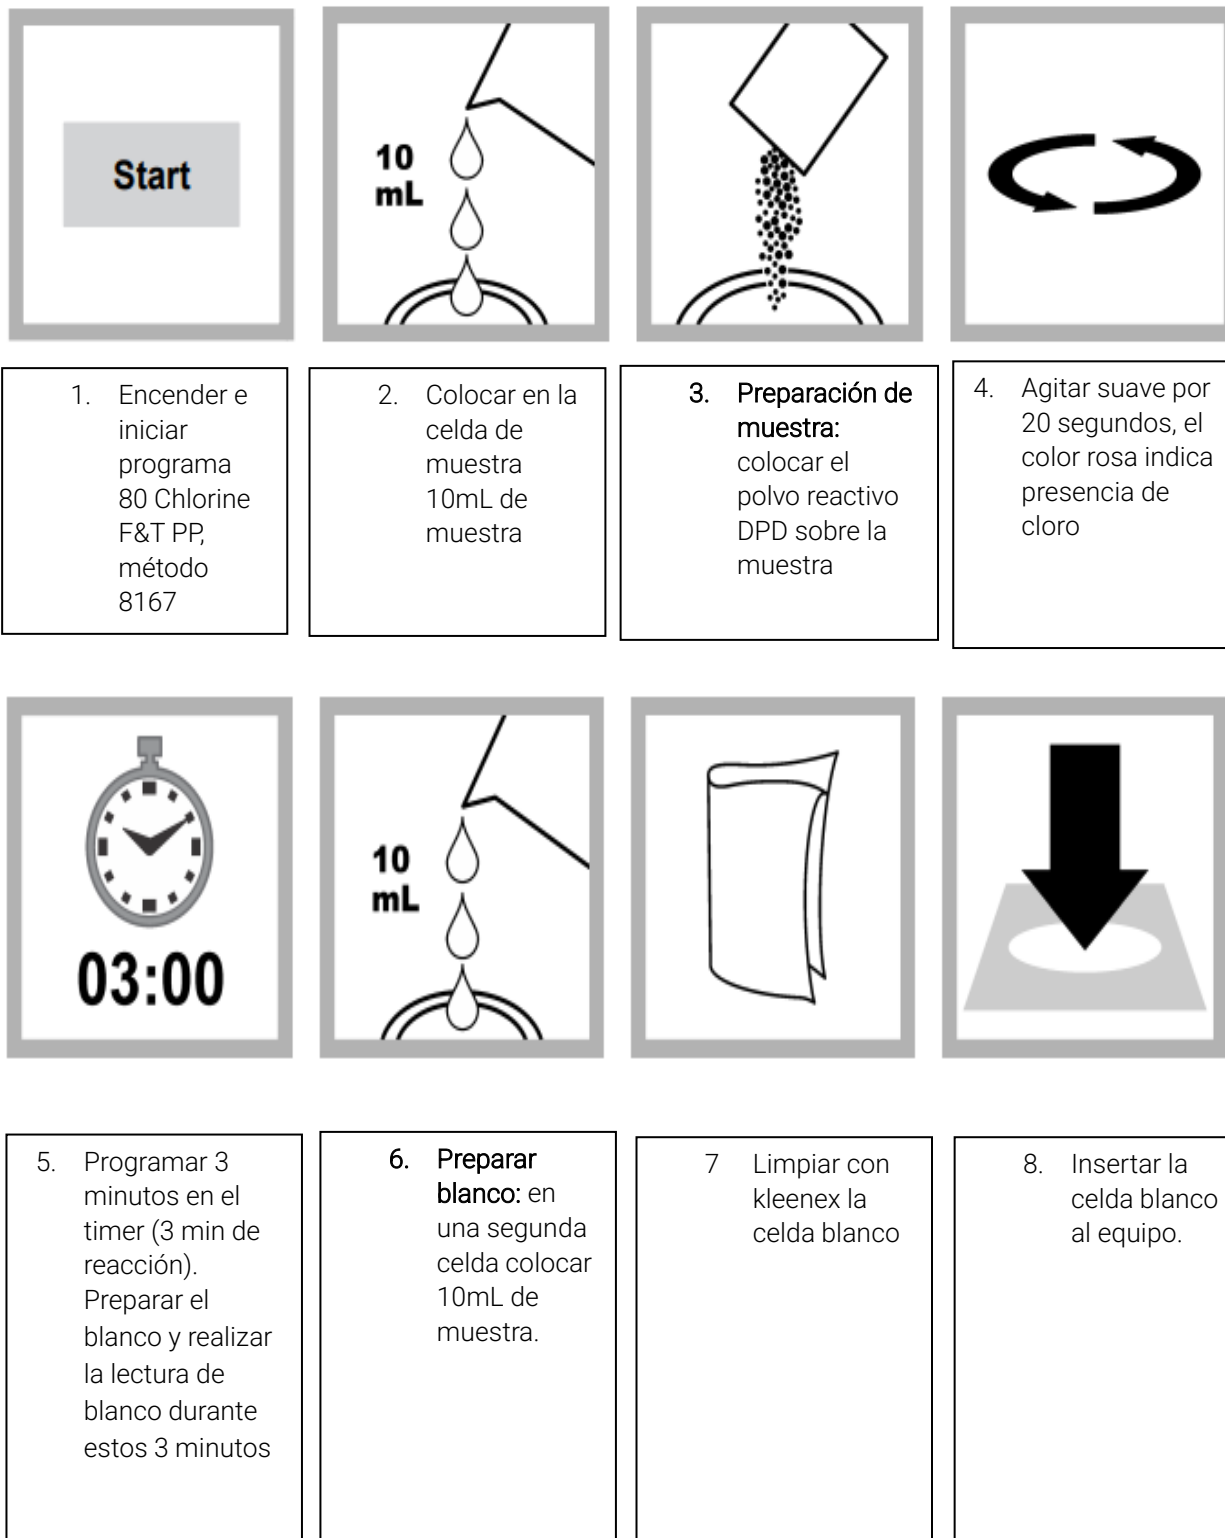 Start
10
mL
1. Encender e
iniciar
programa
80 Chlorine
F&T PP,
método
8167
2. Colocar en la
celda de
muestra
10mL de
muestra
3. Preparación de
muestra:
colocar el
polvo reactivo
DPD sobre la
muestra
4. Agitar suave por
20 segundos, el
color rosa indica
presencia de
cloro
03:00
10
mL
5. Programar 3
minutos en el
timer (3 min de
reacción).
Preparar el
blanco y realizar
la lectura de
blanco durante
estos 3 minutos
6. Preparar
blanco: en
una segunda
celda colocar
10mL de
muestra.
7 Limpiar con
kleenex la
celda blanco
8. Insertar la
celda blanco
al equipo.